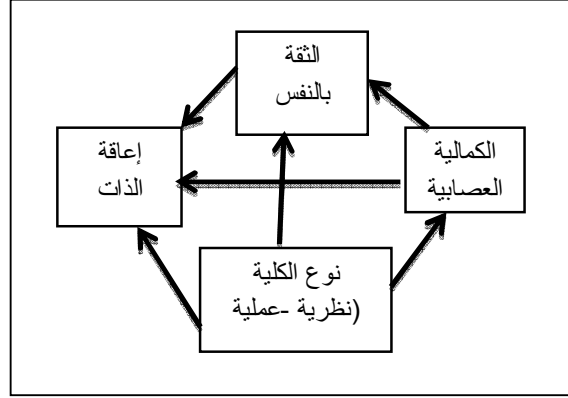 الثقة
بالنفس
الكمالية
العصابية
إعاقة
الذات
نوع الكلية
(نظرية -عملية